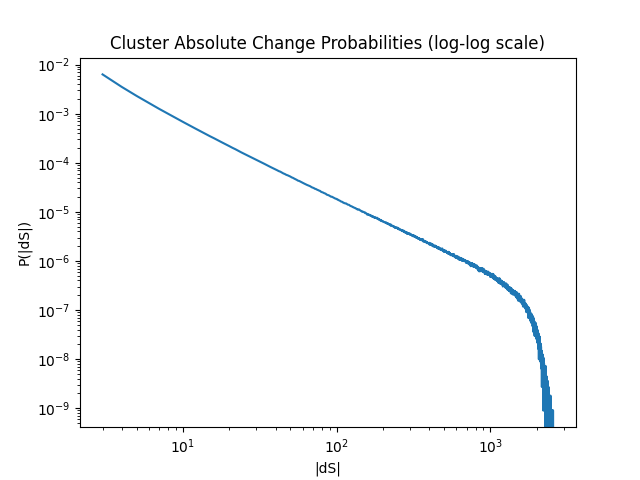 Cluster Absolute Change Probabilities (log-log scale)
P(|dS|)
10⁻²
10⁻³
10⁻⁴
10⁻⁵
10⁻⁶
10⁻⁷
10⁻⁸
10⁻⁹
10¹ 10² 10³
|dS|